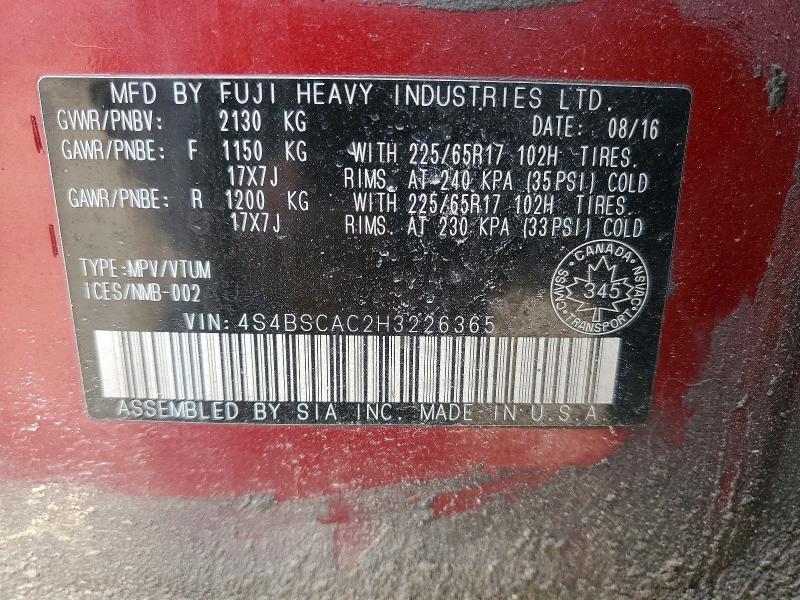 MFD BY FUJI HEAVY INDUSTRIES LTD.
GVWR/PNBV: 2130 KG DATE: 08/16
GAWR/PNBE: F 1150 KG WITH 225/65R17 102H TIRES.
17X7J RIMS. AT 240 KPA (35PSI) COLD
GAWR/PNBE: R 1200 KG WITH 225/65R17 102H TIRES.
17X7J RIMS. AT 230 KPA (33PSI) COLD
TYPE:MPV/VTUM
ICES/NMB-002
CANADA
CMVSS 345 NSVAC
TRANSPORT
VIN:4S4BSCAC2H3226365
ASSEMBLED BY SIA INC. MADE IN U.S.A